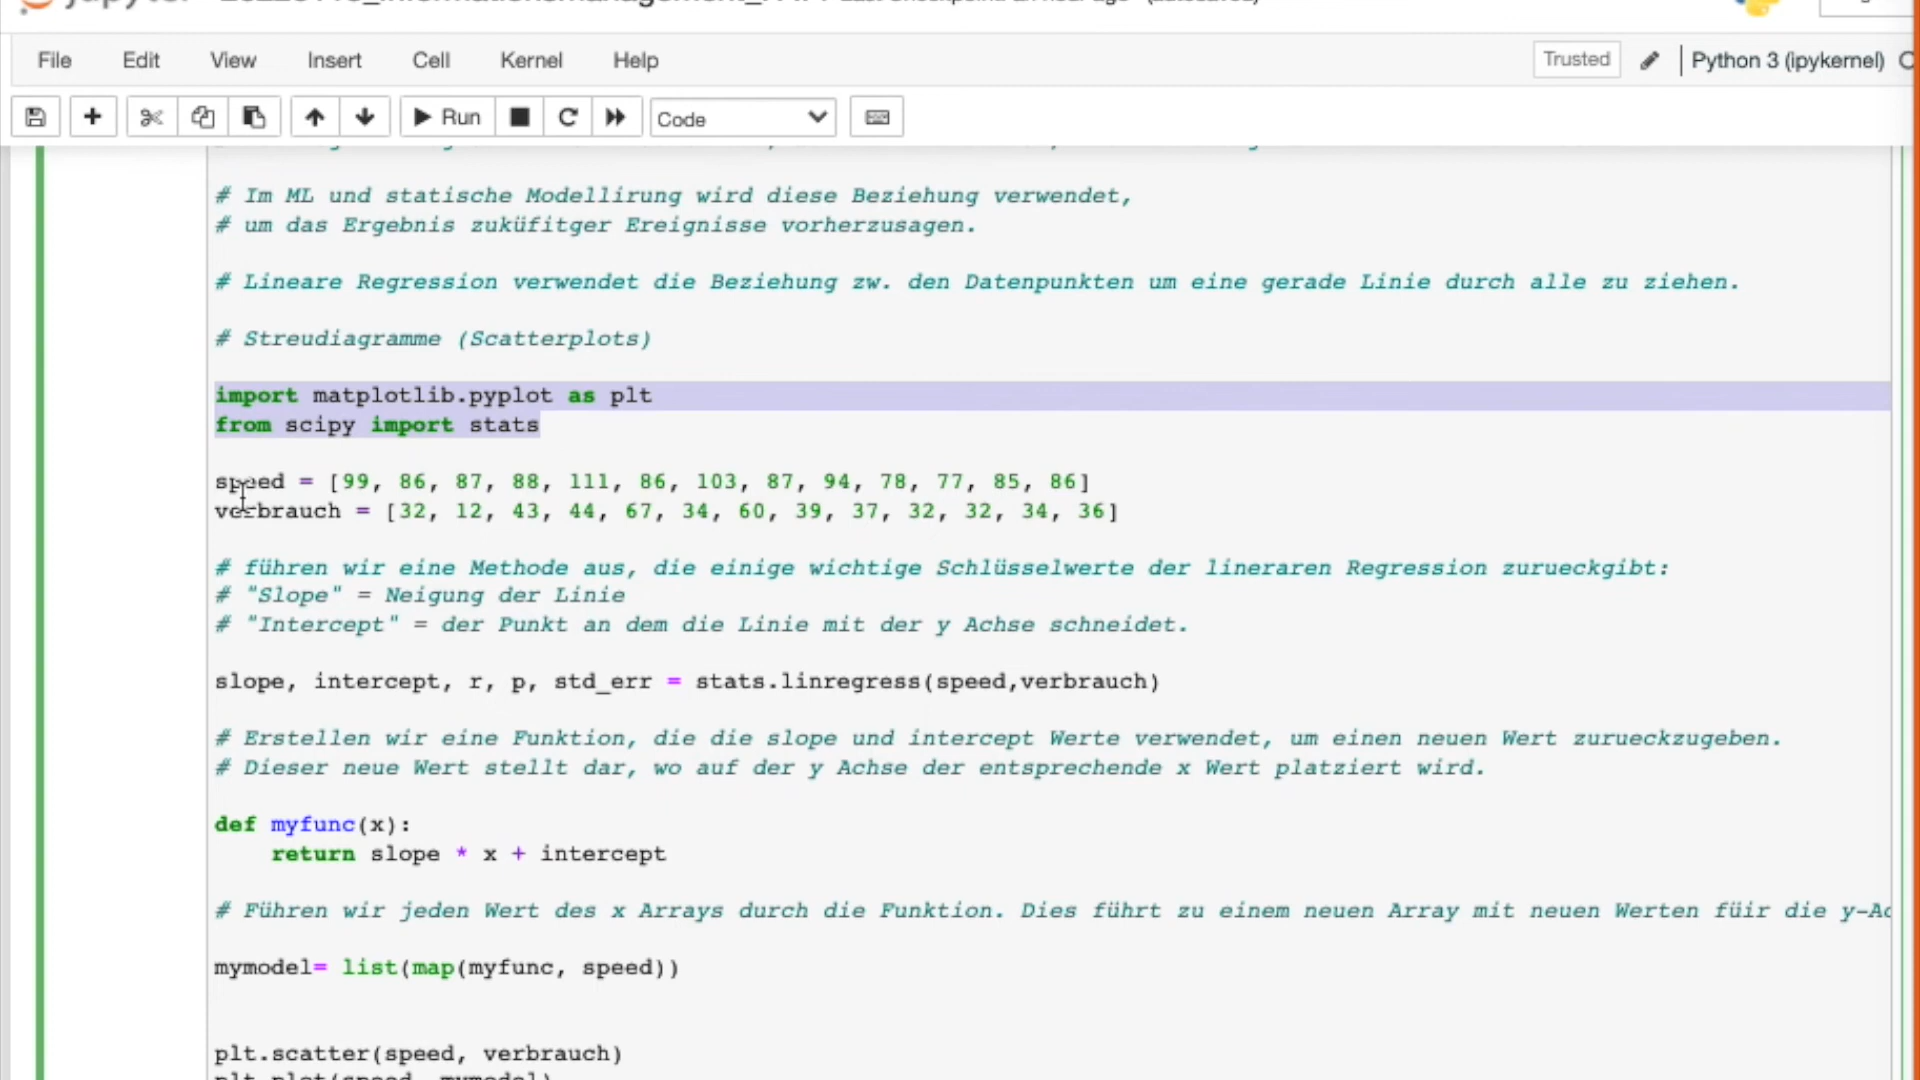 File Edit View Insert Cell Kernel Help Trusted Python 3 (ipykernel)
Run Code
# Im ML und statische Modellirung wird diese Beziehung verwendet,
# um das Ergebnis zuküfitger Ereignisse vorherzusagen.
# Lineare Regression verwendet die Beziehung zw. den Datenpunkten um eine gerade Linie durch alle zu ziehen.
# Streudiagramme (Scatterplots)
import matplotlib.pyplot as plt
from scipy import stats
speed = [99, 86, 87, 88, 111, 86, 103, 87, 94, 78, 77, 85, 86]
verbrauch = [32, 12, 43, 44, 67, 34, 60, 39, 37, 32, 32, 34, 36]
# führen wir eine Methode aus, die einige wichtige Schlüsselwerte der lineraren Regression zurueckgibt:
# "Slope" = Neigung der Linie
# "Intercept" = der Punkt an dem die Linie mit der y Achse schneidet.
slope, intercept, r, p, std_err = stats.linregress(speed,verbrauch)
# Erstellen wir eine Funktion, die die slope und intercept Werte verwendet, um einen neuen Wert zurueckzugeben.
# Dieser neue Wert stellt dar, wo auf der y Achse der entsprechende x Wert platziert wird.
def myfunc(x):
    return slope * x + intercept
# Führen wir jeden Wert des x Arrays durch die Funktion. Dies führt zu einem neuen Array mit neuen Werten füir die
mymodel= list(map(myfunc, speed))
plt.scatter(speed, verbrauch)
plt.plot(speed, mymodel)